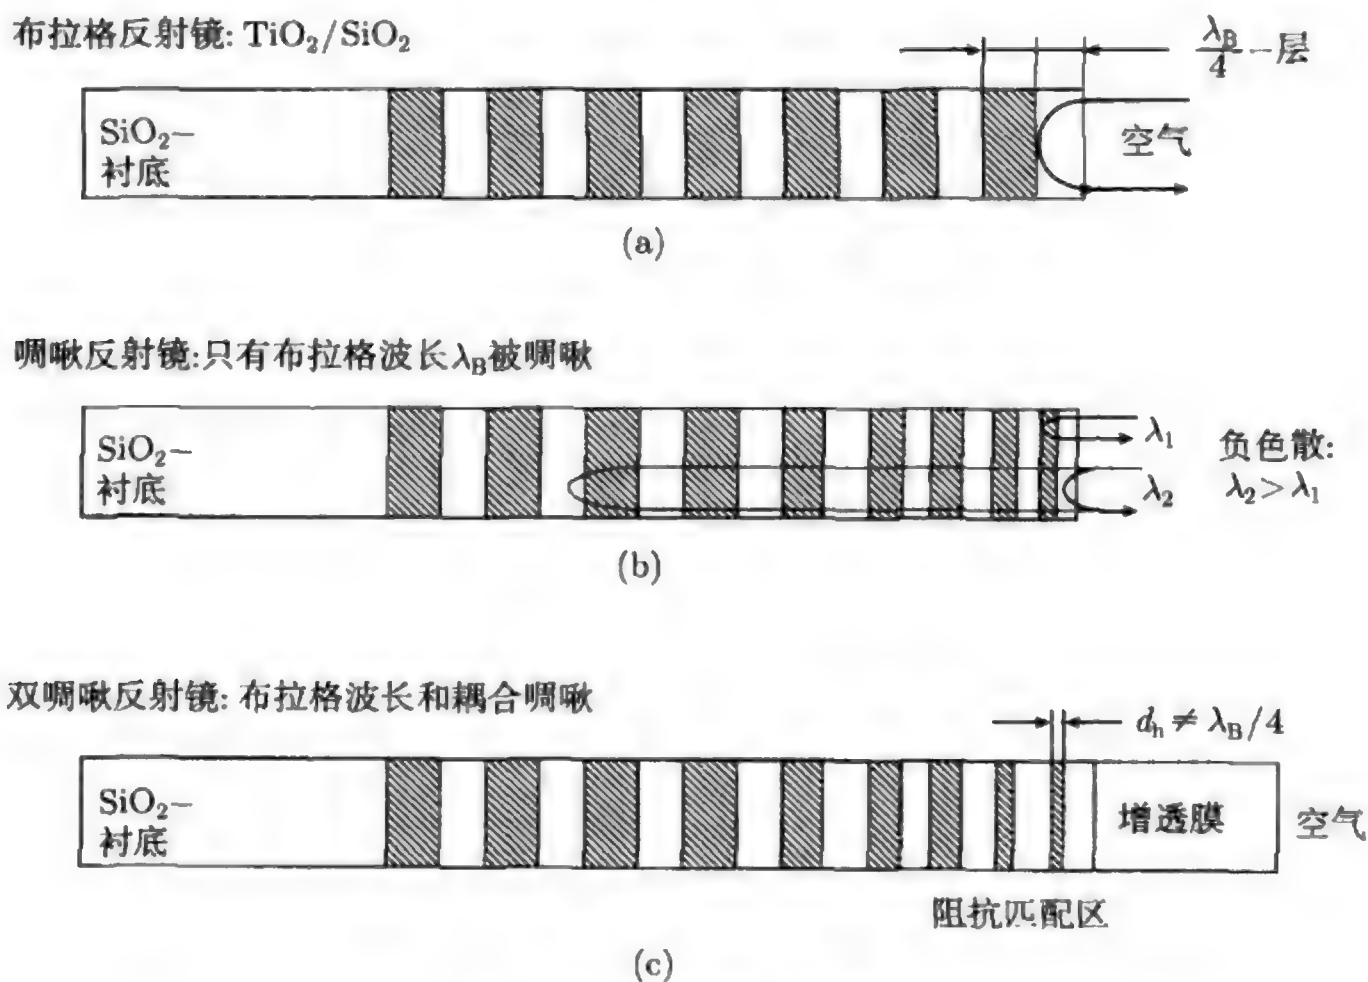 布拉格反射镜: TiO₂/SiO₂
λ_B/4 一层
SiO₂–
衬底
空气
(a)
啁啾反射镜:只有布拉格波长λ_B被啁啾
SiO₂–
衬底
λ₁
λ₂
负色散:
λ₂> λ₁
(b)
双啁啾反射镜: 布拉格波长和耦合啁啾
d_h ≠ λ_B/4
SiO₂–
衬底
增透膜
空气
阻抗匹配区
(c)